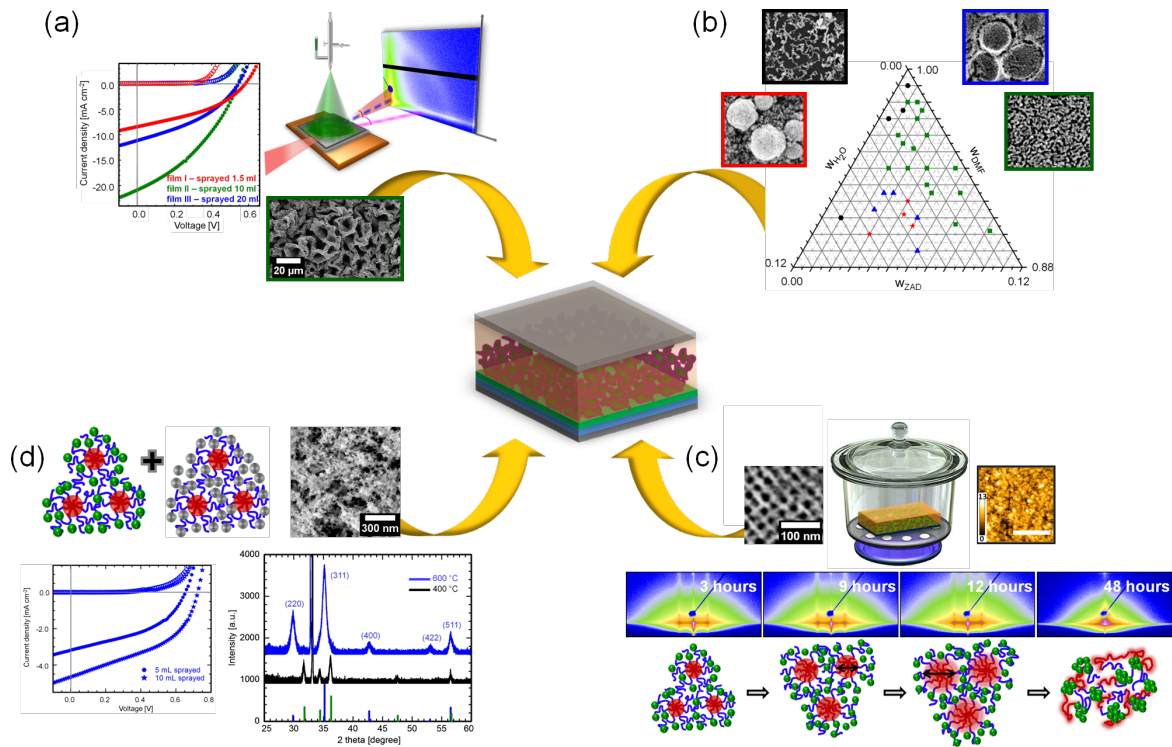 (a)
Current density [mA cm⁻²]
0.0
-5.0
-10.0
-15.0
-20.0
film I – sprayed 1.5 ml
film II – sprayed 10 ml
film III – sprayed 20 ml
0.0 0.2 0.4 0.6
Voltage [V]
20 µm
(b)
0.00
1.00
w_H₂O
w_DMF
0.12
0.88
0.00
0.12
w_ZAD
(d)
300 nm
Current density [mA cm⁻²]
0.0
-2.0
-4.0
5 mL sprayed
10 mL sprayed
0.0 0.2 0.4 0.6 0.8
Voltage [V]
Intensity [a.u.]
4000
3000
2000
1000
0
(220)
(311)
(400)
(422)
(511)
600 °C
400 °C
25 30 35 40 45 50 55 60
2 theta [degree]
(c)
100 nm
13
0
3 hours
9 hours
12 hours
48 hours